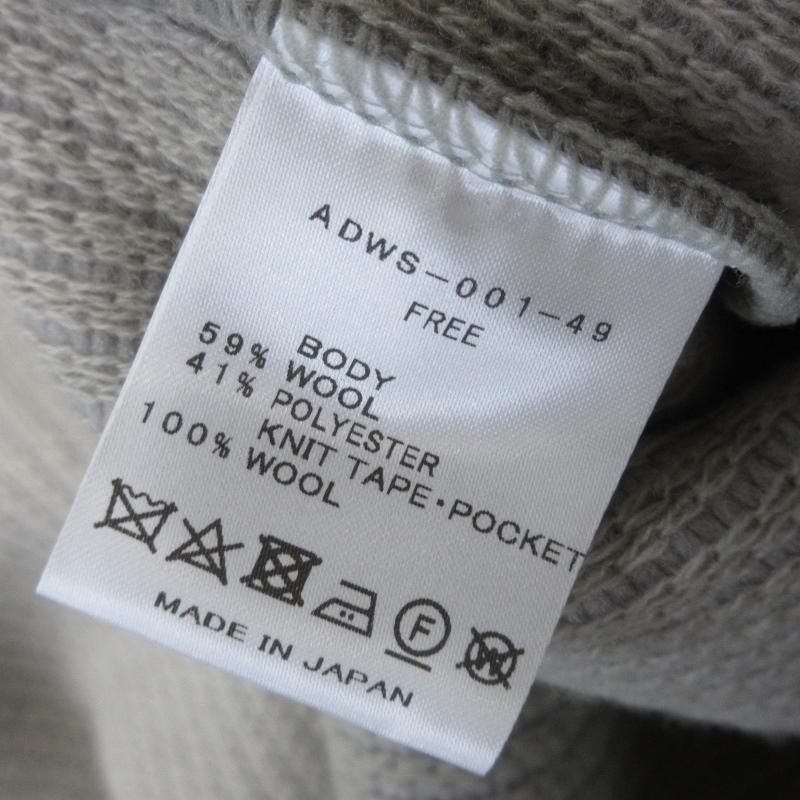 ADWS-001-49
FREE
BODY
59% WOOL
41% POLYESTER
KNIT TAPE・POCKET
100% WOOL
F
W
MADE IN JAPAN